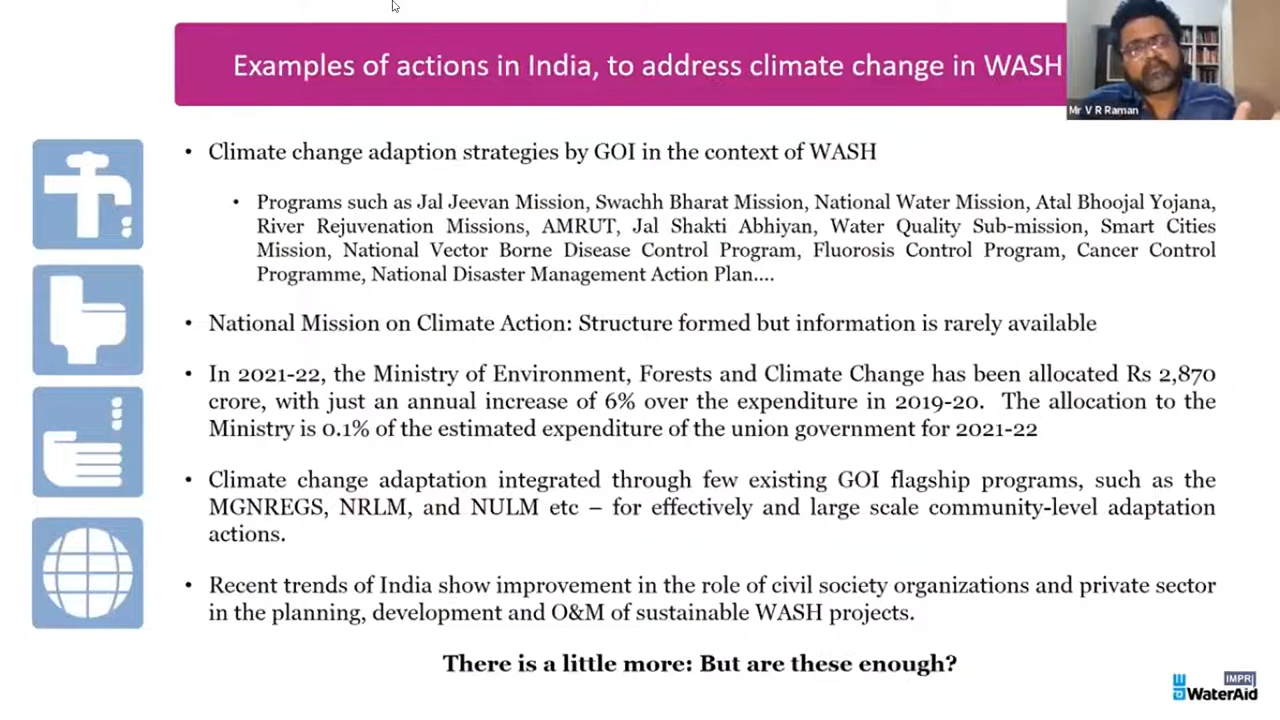 Examples of actions in India, to address climate change in WASH
Mr V R Raman
• Climate change adaption strategies by GOI in the context of WASH
• Programs such as Jal Jeevan Mission, Swachh Bharat Mission, National Water Mission, Atal Bhoojal Yojana,
River Rejuvenation Missions, AMRUT, Jal Shakti Abhiyan, Water Quality Sub-mission, Smart Cities
Mission, National Vector Borne Disease Control Program, Fluorosis Control Program, Cancer Control
Programme, National Disaster Management Action Plan....
• National Mission on Climate Action: Structure formed but information is rarely available
• In 2021-22, the Ministry of Environment, Forests and Climate Change has been allocated Rs 2,870
crore, with just an annual increase of 6% over the expenditure in 2019-20. The allocation to the
Ministry is 0.1% of the estimated expenditure of the union government for 2021-22
• Climate change adaptation integrated through few existing GOI flagship programs, such as the
MGNREGS, NRLM, and NULM etc – for effectively and large scale community-level adaptation
actions.
• Recent trends of India show improvement in the role of civil society organizations and private sector
in the planning, development and O&M of sustainable WASH projects.
There is a little more: But are these enough?
IMPRI
WaterAid